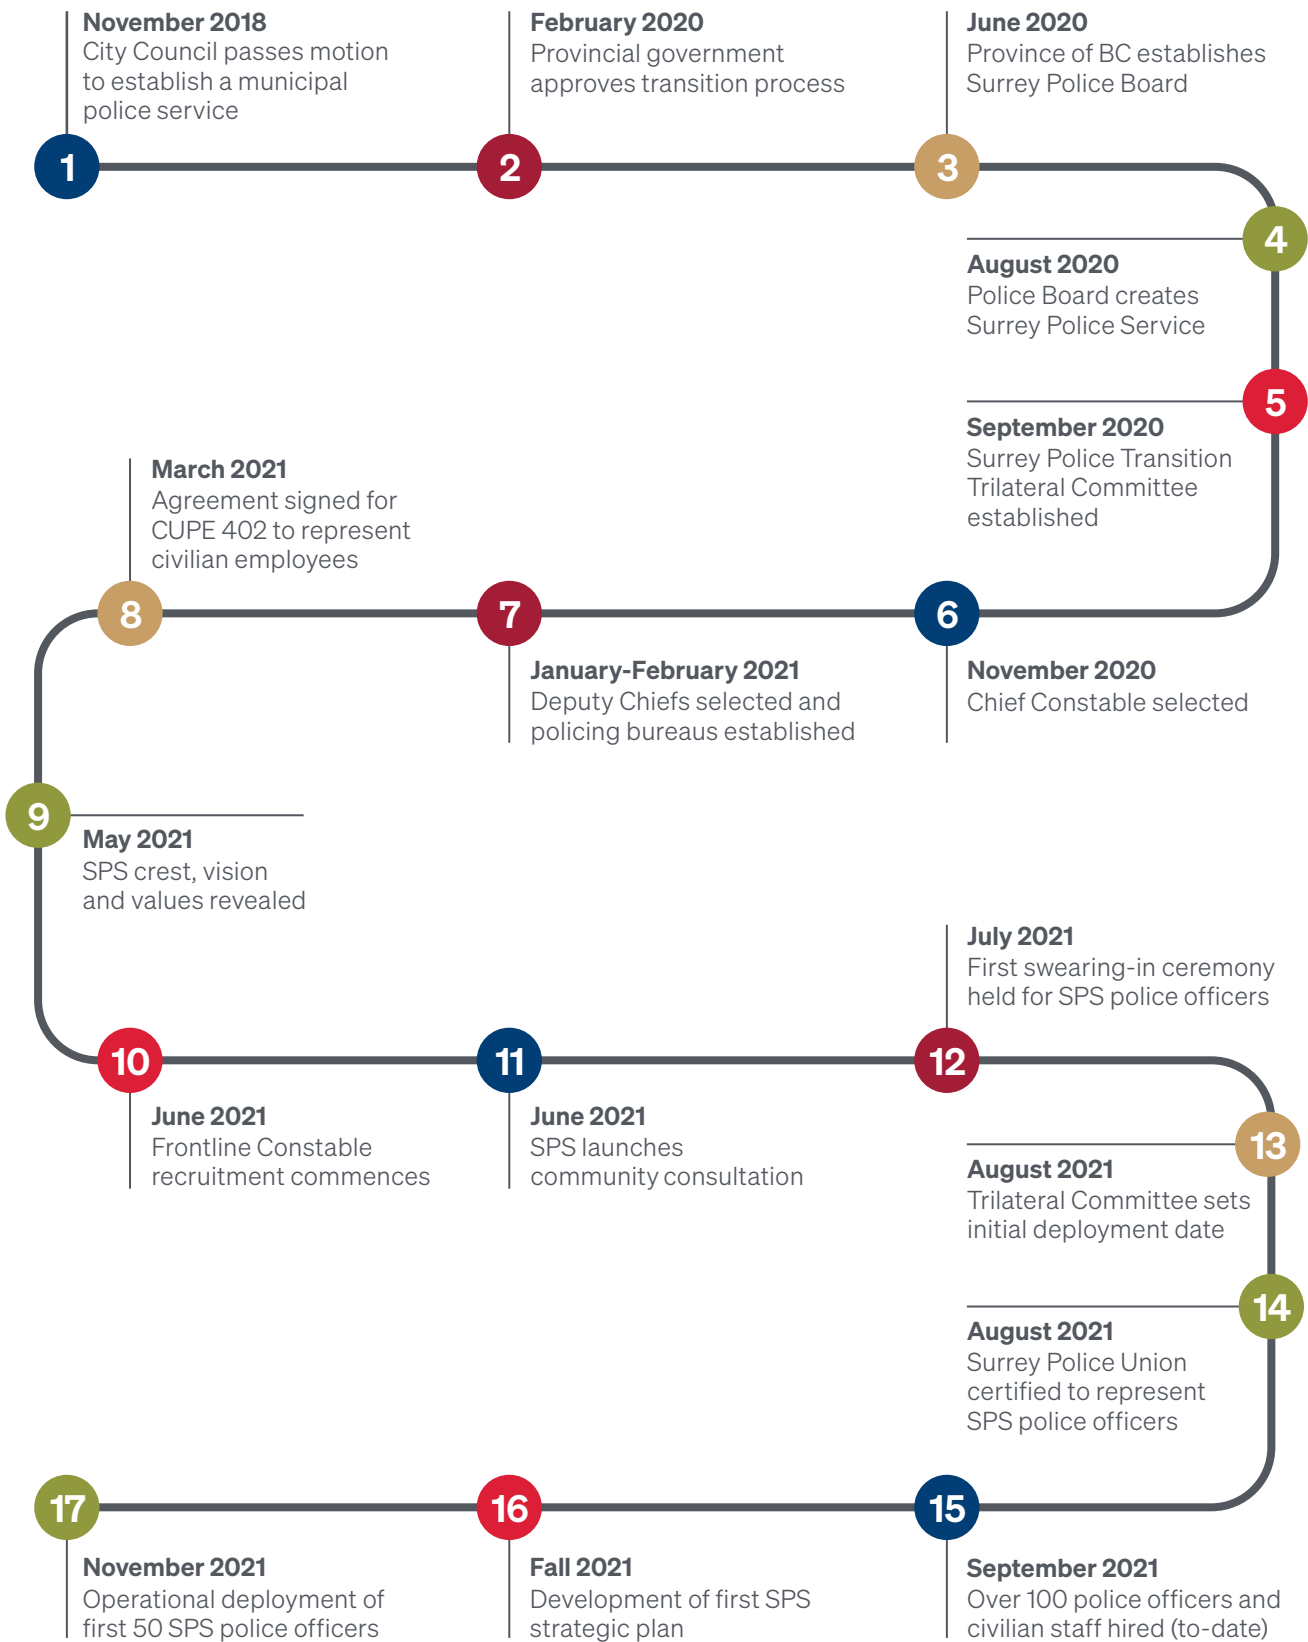 November 2018
City Council passes motion
to establish a municipal
police service
1
February 2020
Provincial government
approves transition process
2
June 2020
Province of BC establishes
Surrey Police Board
3
4
August 2020
Police Board creates
Surrey Police Service
5
September 2020
Surrey Police Transition
Trilateral Committee
established
6
November 2020
Chief Constable selected
7
January-February 2021
Deputy Chiefs selected and
policing bureaus established
March 2021
Agreement signed for
CUPE 402 to represent
civilian employees
8
9
May 2021
SPS crest, vision
and values revealed
10
June 2021
Frontline Constable
recruitment commences
11
June 2021
SPS launches
community consultation
July 2021
First swearing-in ceremony
held for SPS police officers
12
13
August 2021
Trilateral Committee sets
initial deployment date
14
August 2021
Surrey Police Union
certified to represent
SPS police officers
15
September 2021
Over 100 police officers and
civilian staff hired (to-date)
16
Fall 2021
Development of first SPS
strategic plan
17
November 2021
Operational deployment of
first 50 SPS police officers